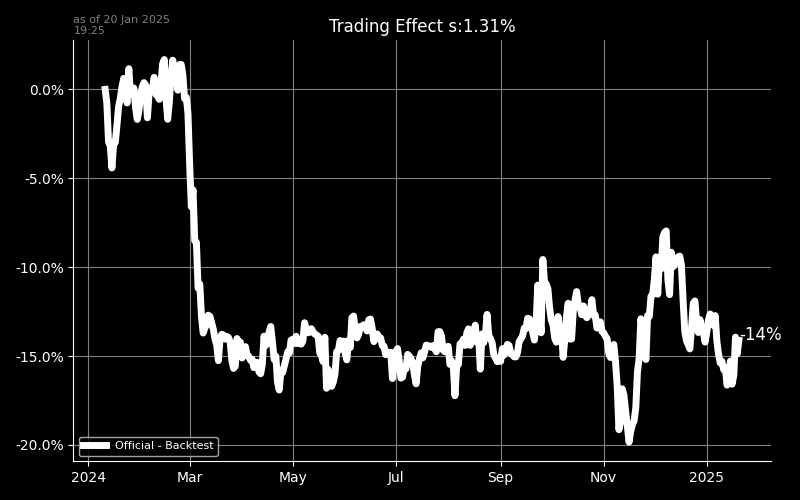 as of 20 Jan 2025
19:25
Trading Effect s:1.31%
0.0%
-5.0%
-10.0%
-15.0%
-20.0%
-14%
Official - Backtest
2024
Mar
May
Jul
Sep
Nov
2025